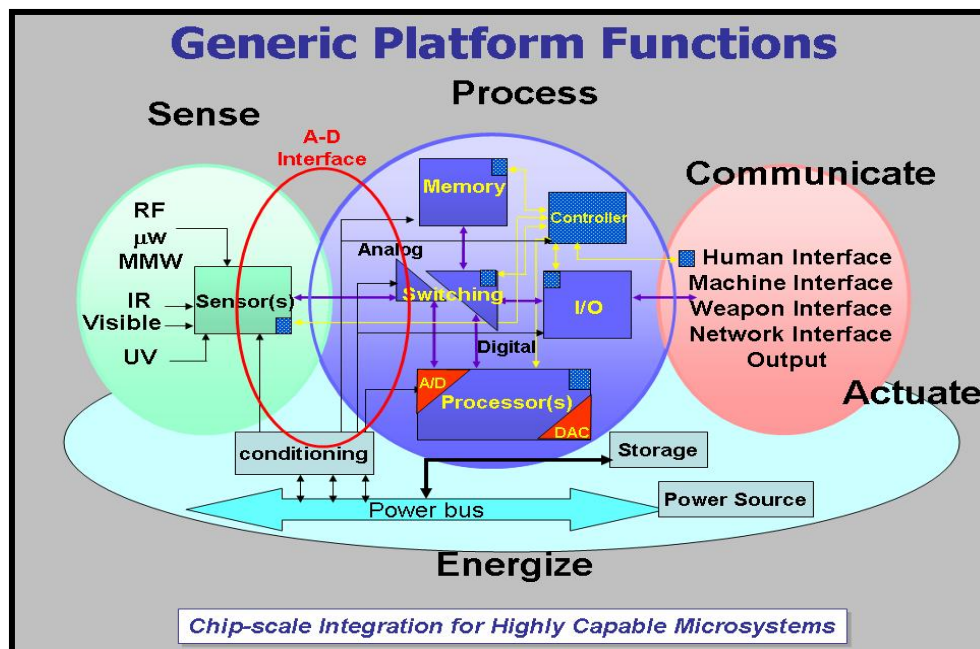 Generic Platform Functions
Process
Sense
A-D
Interface
Communicate
Memory
Controller
RF
μw
MMW
IR
Visible
UV
Sensor(s)
Analog
Switching
I/O
Digital
Human Interface
Machine Interface
Weapon Interface
Network Interface
Output
A/D
Processor(s)
DAC
Actuate
conditioning
Storage
Power bus
Power Source
Energize
Chip-scale Integration for Highly Capable Microsystems